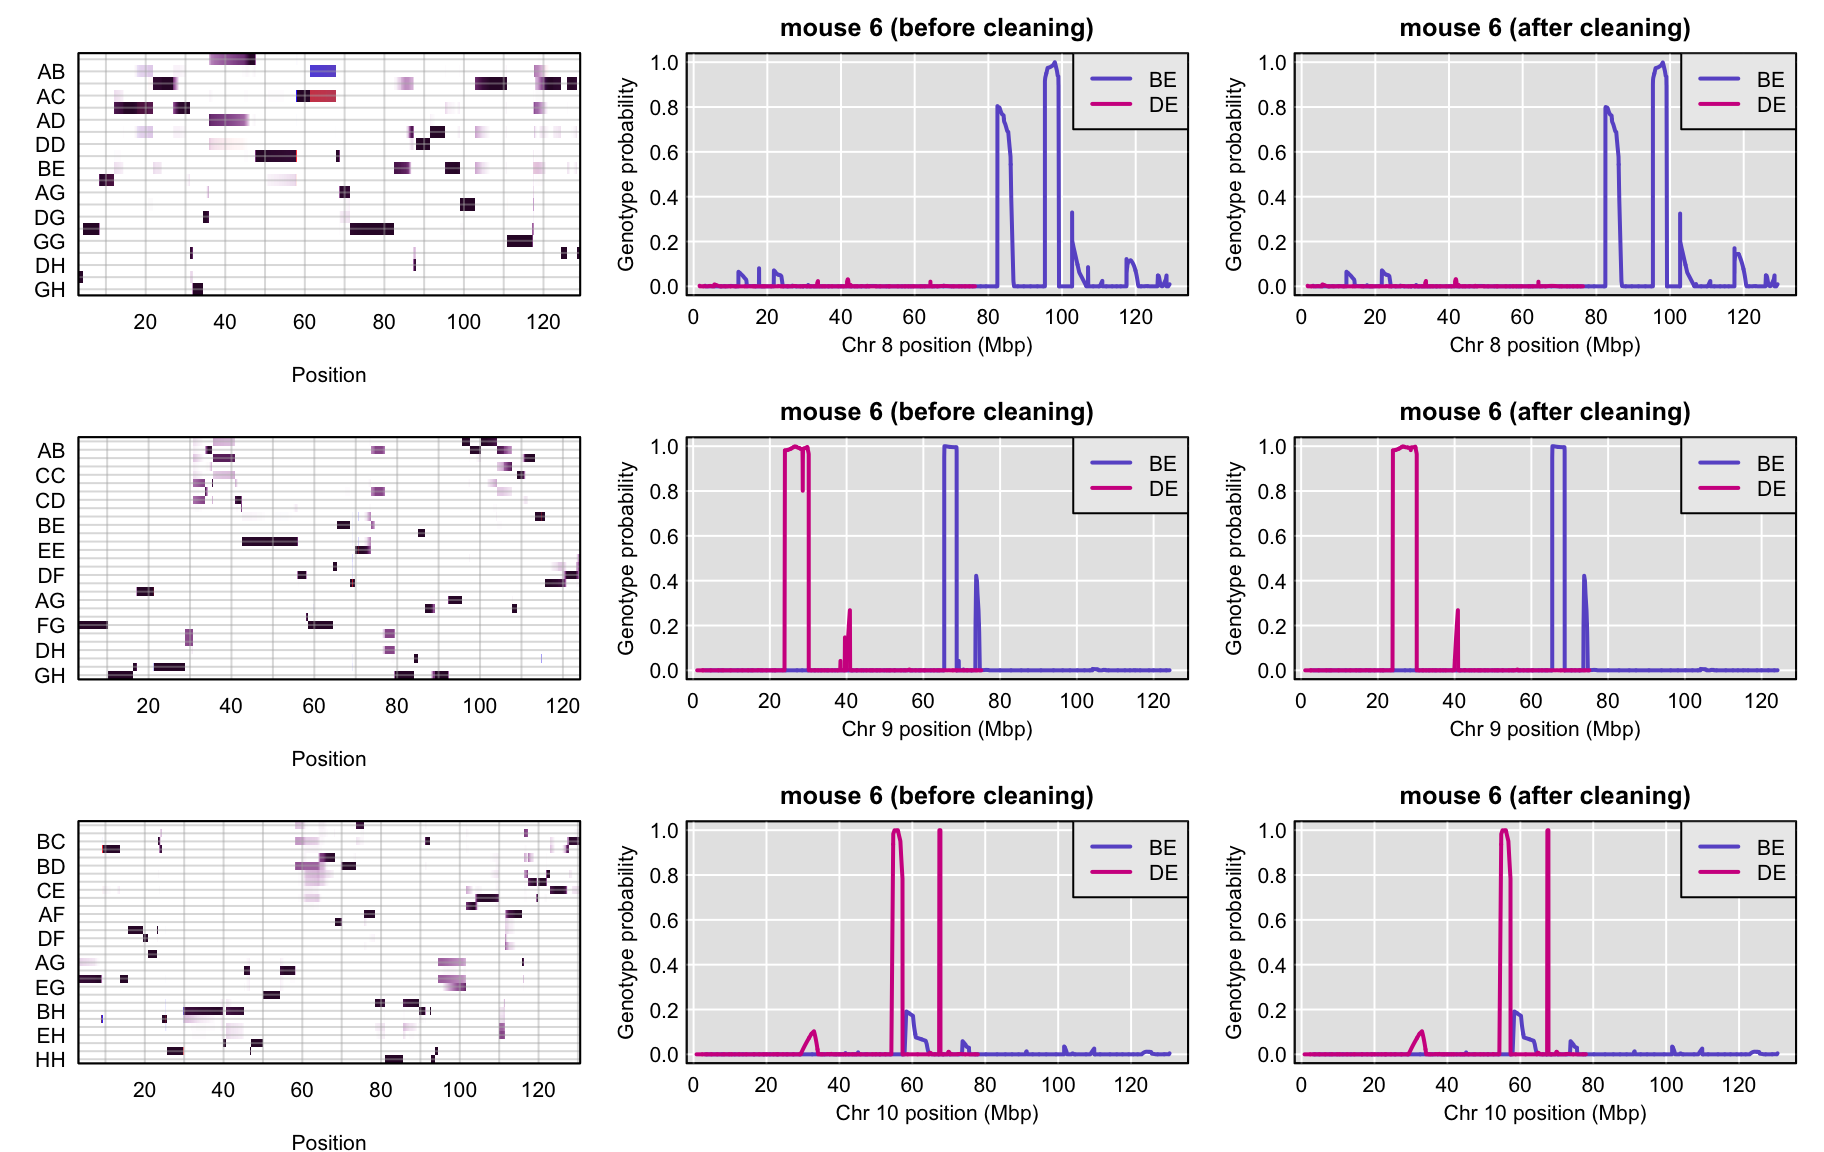 mouse 6 (before cleaning)
mouse 6 (after cleaning)
AB
AC
AD
DD
BE
AG
DG
GG
DH
GH
20 40 60 80 100 120
Position
Genotype probability
1.0
0.8
0.6
0.4
0.2
0.0
BE
DE
0 20 40 60 80 100 120
Chr 8 position (Mbp)
Genotype probability
1.0
0.8
0.6
0.4
0.2
0.0
BE
DE
0 20 40 60 80 100 120
Chr 8 position (Mbp)
mouse 6 (before cleaning)
mouse 6 (after cleaning)
AB
CC
CD
BE
EE
DF
AG
FG
DH
GH
20 40 60 80 100 120
Position
Genotype probability
1.0
0.8
0.6
0.4
0.2
0.0
BE
DE
0 20 40 60 80 100 120
Chr 9 position (Mbp)
Genotype probability
1.0
0.8
0.6
0.4
0.2
0.0
BE
DE
0 20 40 60 80 100 120
Chr 9 position (Mbp)
mouse 6 (before cleaning)
mouse 6 (after cleaning)
BC
BD
CE
AF
DF
AG
EG
BH
EH
HH
20 40 60 80 100 120
Position
Genotype probability
1.0
0.8
0.6
0.4
0.2
0.0
BE
DE
0 20 40 60 80 100 120
Chr 10 position (Mbp)
Genotype probability
1.0
0.8
0.6
0.4
0.2
0.0
BE
DE
0 20 40 60 80 100 120
Chr 10 position (Mbp)